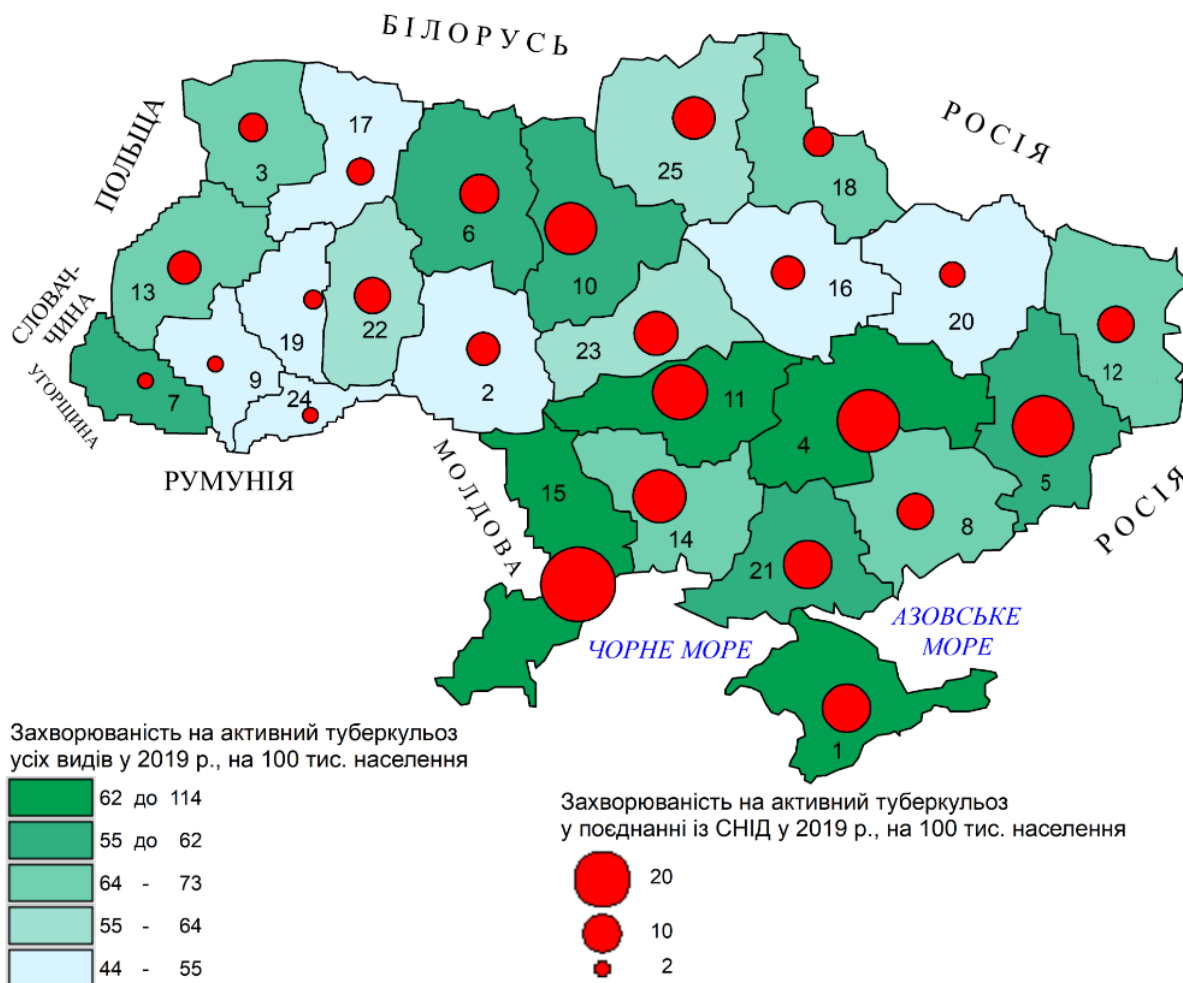 БІЛОРУСЬ
ПОЛЬЩА
РОСІЯ
17
3
25
18
6
13
10
16
19
22
23
20
СЛОВАЧ-
ЧИНА
УГОРЩИНА
7
9
24
2
11
12
4
5
РУМУНІЯ
МОЛДОВА
15
14
21
8
РОСІЯ
ЧОРНЕ МОРЕ
АЗОВСЬКЕ
МОРЕ
1
Захворюваність на активний туберкульоз
усіх видів у 2019 р., на 100 тис. населення
62 до 114
55 до 62
64 - 73
55 - 64
44 - 55
Захворюваність на активний туберкульоз
у поєднанні із СНІД у 2019 р., на 100 тис. населення
20
10
2